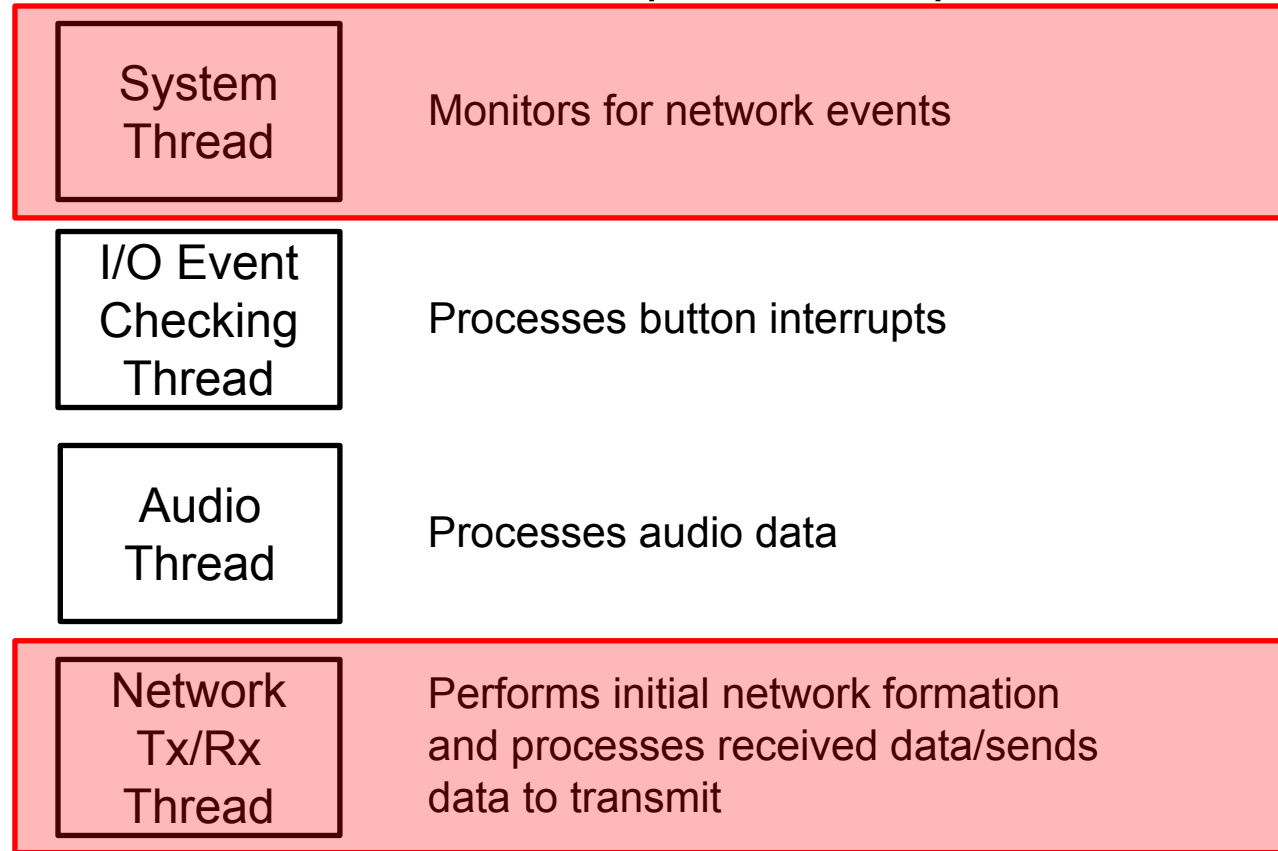 System
Thread
Monitors for network events
I/O Event
Checking
Thread
Processes button interrupts
Audio
Thread
Processes audio data
Network
Tx/Rx
Thread
Performs initial network formation
and processes received data/sends
data to transmit